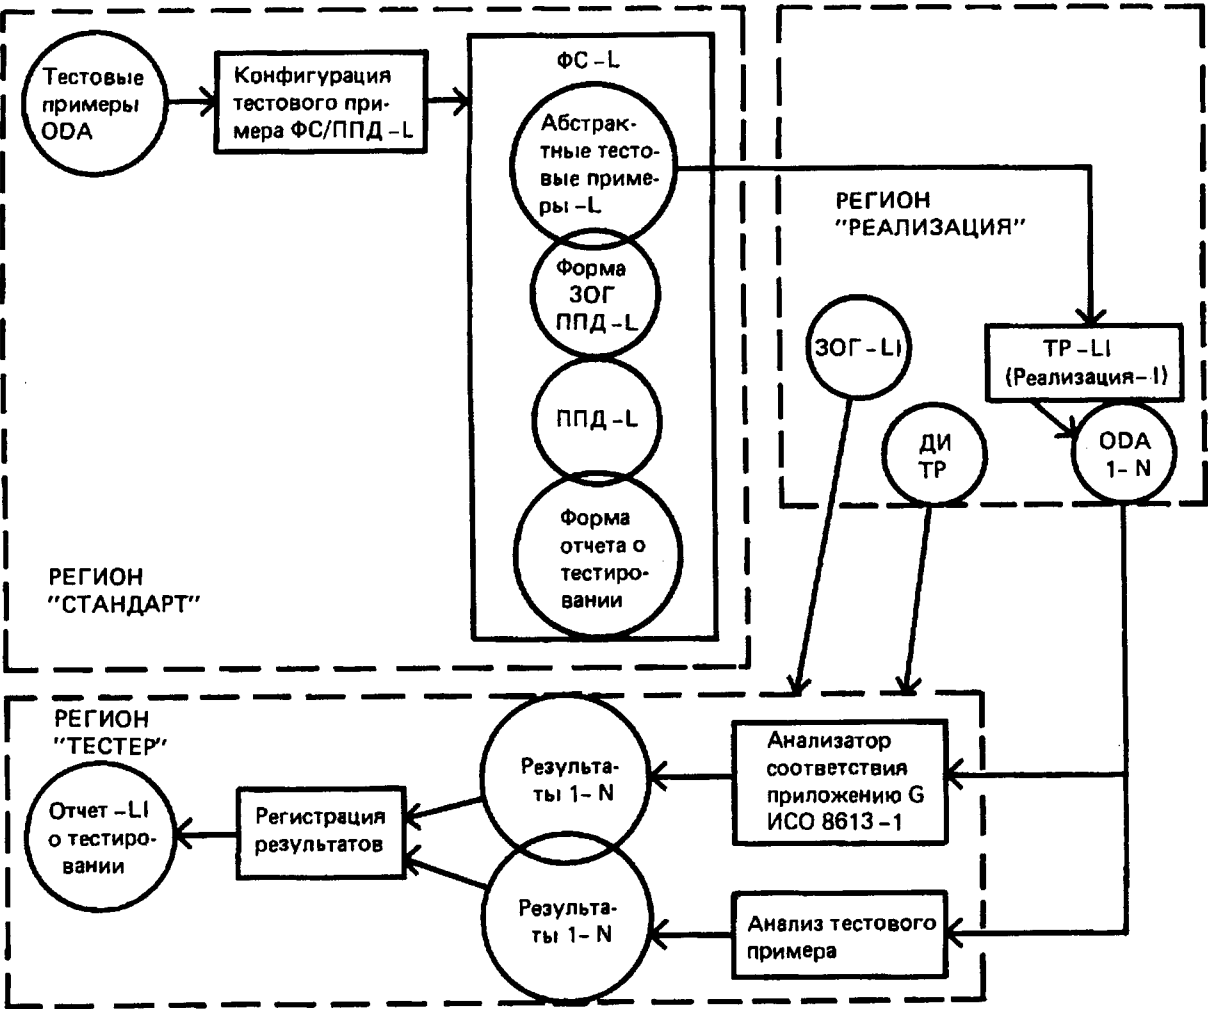 Тестовые
примеры
ODA
Конфигурация
тестового при-
мера ФС/ППД-L
ФС-L
Абстрак-
тные тесто-
вые приме-
ры-L
Форма
ЗОГ
ППД-L
ППД-L
Форма
отчета о
тестиро-
вании
РЕГИОН
"СТАНДАРТ"
РЕГИОН
"РЕАЛИЗАЦИЯ"
ЗОГ-LI
ТР-LI
(Реализация-I)
ДИ
ТР
ODA
1-N
РЕГИОН
"ТЕСТЕР"
Отчет-LI
о тестиро-
вании
Регистрация
результатов
Результа-
ты 1-N
Результа-
ты 1-N
Анализатор
соответствия
приложению G
ИСО 8613-1
Анализ тестового
примера